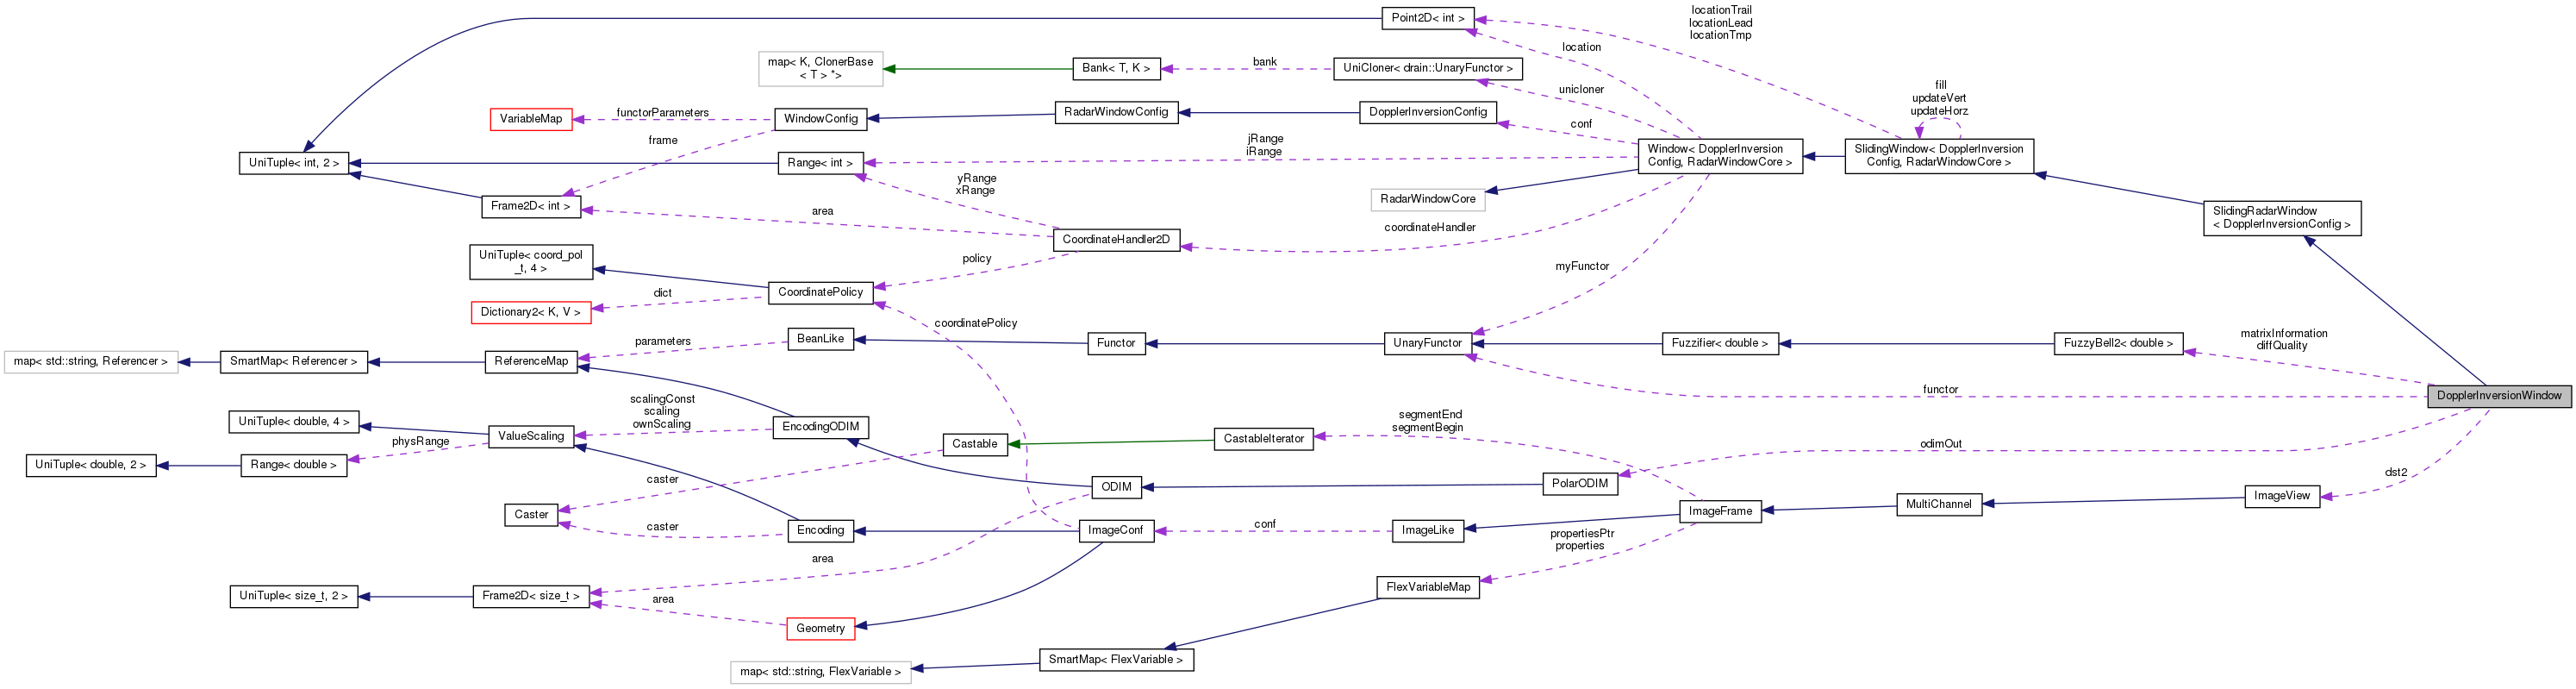 locationTrail
locationLead
locationTmp
Point2D< int >
location
map< K, ClonerBase
< T > *>
Bank< T, K >
bank
UniCloner< drain::UnaryFunctor >
unicloner
fill
updateVert
updateHorz
VariableMap
functorParameters
WindowConfig
RadarWindowConfig
DopplerInversionConfig
conf
frame
jRange
iRange
UniTuple< int, 2 >
Range< int >
Window< DopplerInversion
Config, RadarWindowCore >
SlidingWindow< DopplerInversion
Config, RadarWindowCore >
yRange
xRange
RadarWindowCore
Frame2D< int >
area
SlidingRadarWindow
< DopplerInversionConfig >
coordinateHandler
CoordinateHandler2D
UniTuple< coord_pol
_t, 4 >
policy
myFunctor
CoordinatePolicy
dict
Dictionary2< K, V >
coordinatePolicy
BeanLike
parameters
Functor
UnaryFunctor
Fuzzifier< double >
FuzzyBell2< double >
matrixInformation
diffQuality
map< std::string, Referencer >
SmartMap< Referencer >
ReferenceMap
functor
DopplerInversionWindow
scalingConst
scaling
ownScaling
UniTuple< double, 4 >
ValueScaling
EncodingODIM
segmentEnd
segmentBegin
CastableIterator
Castable
odimOut
physRange
UniTuple< double, 2 >
Range< double >
caster
ODIM
PolarODIM
dst2
ImageView
MultiChannel
ImageFrame
Caster
caster
Encoding
ImageConf
conf
ImageLike
propertiesPtr
properties
area
FlexVariableMap
UniTuple< size_t, 2 >
Frame2D< size_t >
area
Geometry
SmartMap< FlexVariable >
map< std::string, FlexVariable >